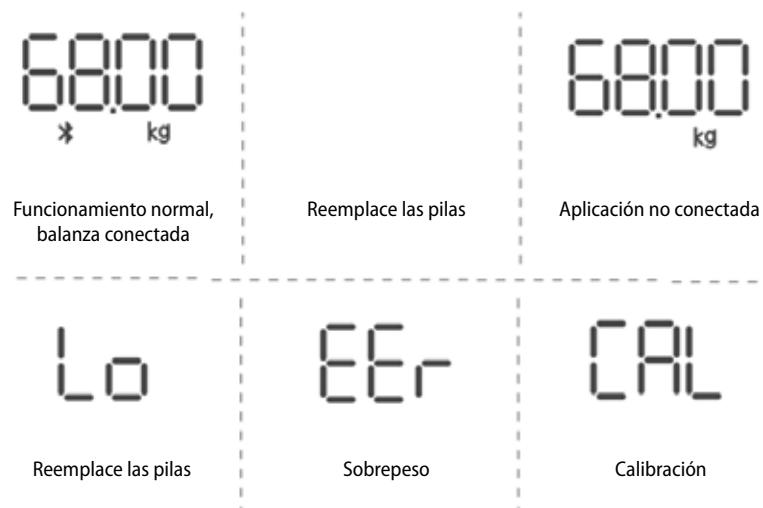 68.00 68.00
kg kg
Funcionamiento normal,
balanza conectada
Reemplace las pilas
Aplicación no conectada
Lo EEr CAL
Reemplace las pilas Sobrepeso Calibración